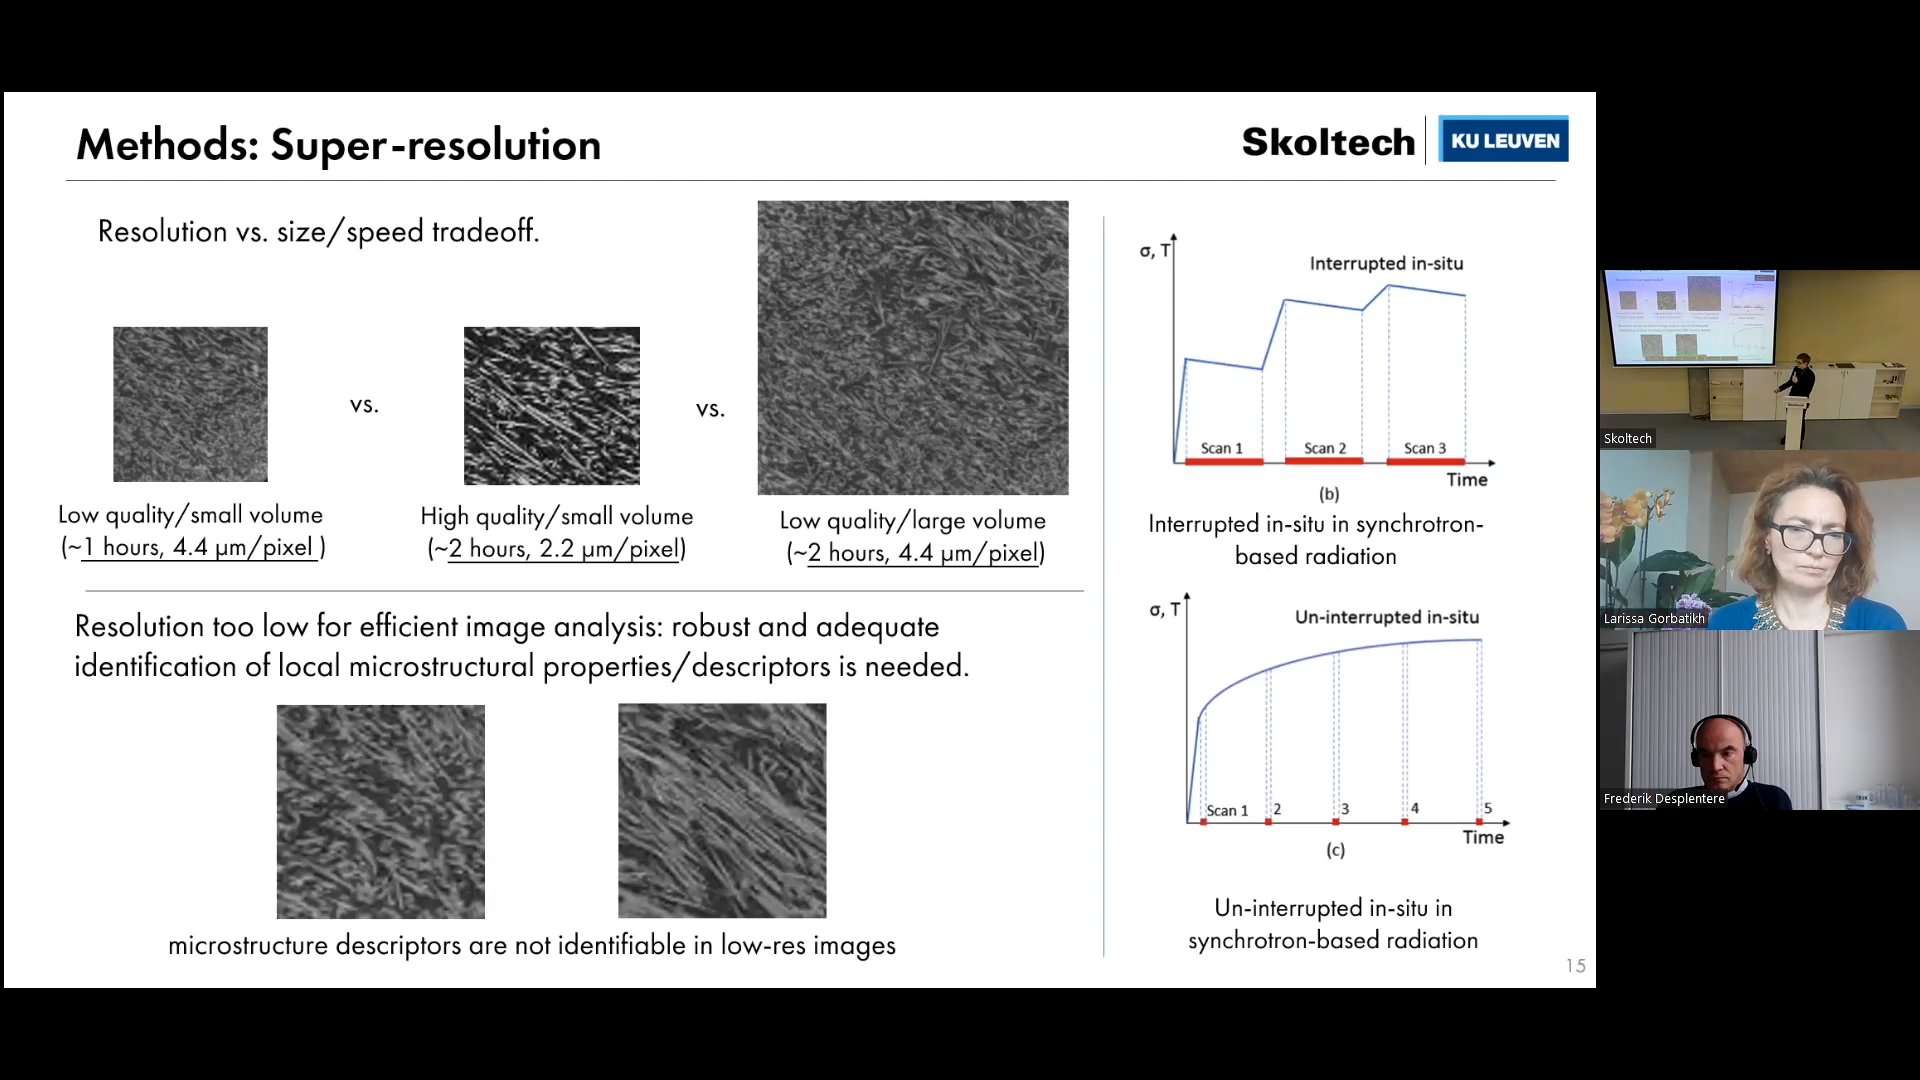 Methods: Super-resolution
Skoltech
KU LEUVEN
Resolution vs. size/speed tradeoff.
vs.
vs.
Low quality/small volume
(~1 hours, 4.4 µm/pixel )
High quality/small volume
(~2 hours, 2.2 µm/pixel)
Low quality/large volume
(~2 hours, 4.4 µm/pixel)
Resolution too low for efficient image analysis: robust and adequate
identification of local microstructural properties/descriptors is needed.
microstructure descriptors are not identifiable in low-res images
σ, T
Interrupted in-situ
Scan 1
Scan 2
Scan 3
Time
(b)
Interrupted in-situ in synchrotron-
based radiation
σ, T
Un-interrupted in-situ
Scan 1
2
3
4
5
Time
(c)
Un-interrupted in-situ in
synchrotron-based radiation
15
Skoltech
Larissa Gorbatikh
Frederik Desplentere